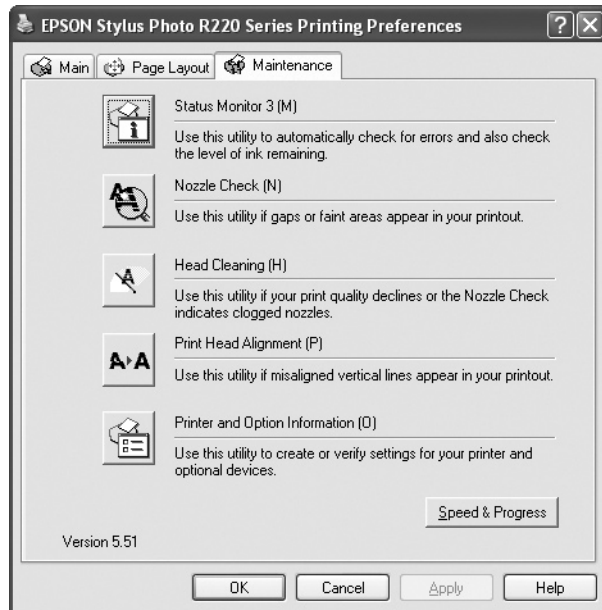 EPSON Stylus Photo R220 Series Printing Preferences
Main
Page Layout
Maintenance
Status Monitor 3 (M)
Use this utility to automatically check for errors and also check
the level of ink remaining.
Nozzle Check (N)
Use this utility if gaps or faint areas appear in your printout.
Head Cleaning (H)
Use this utility if your print quality declines or the Nozzle Check
indicates clogged nozzles.
Print Head Alignment (P)
Use this utility if misaligned vertical lines appear in your printout.
Printer and Option Information (O)
Use this utility to create or verify settings for your printer and
optional devices.
Speed & Progress
Version 5.51
OK
Cancel
Apply
Help